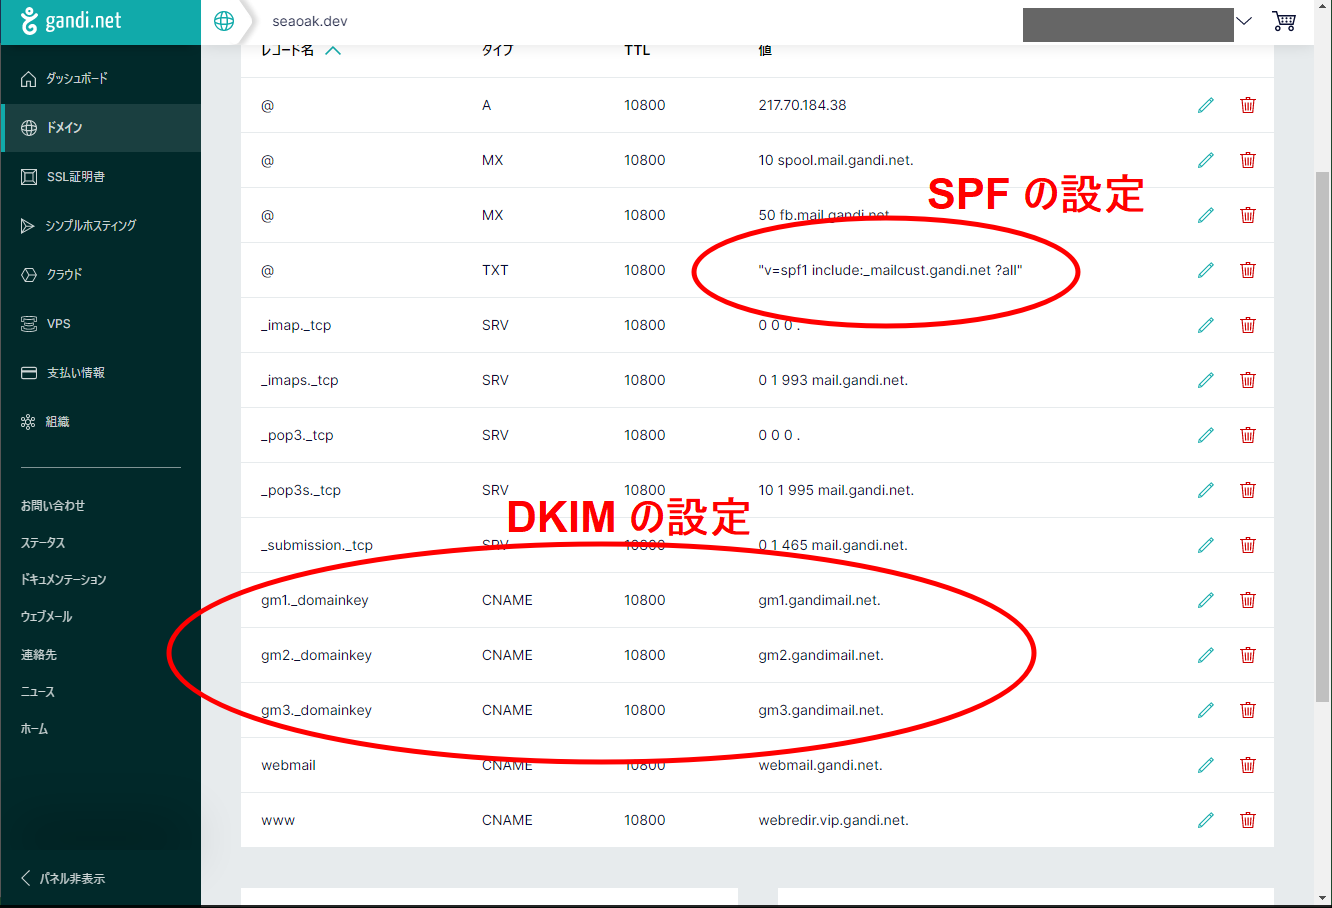 gandi.net
seaoak.dev
レコード名 タイプ TTL 値
ダッシュボード
ドメイン
SSL証明書
シンプルホスティング
クラウド
VPS
支払い情報
組織
お問い合わせ
ステータス
ドキュメンテーション
ウェブメール
連絡先
ニュース
ホーム
パネル非表示
@ A 10800 217.70.184.38
@ MX 10800 10 spool.mail.gandi.net.
SPF の設定
@ MX 10800 50 fb.mail.gandi.net.
@ TXT 10800 "v=spf1 include:_mailcust.gandi.net ?all"
_imap._tcp SRV 10800 0 0 0 .
_imaps._tcp SRV 10800 0 1 993 mail.gandi.net.
_pop3._tcp SRV 10800 0 0 0 .
_pop3s._tcp SRV 10800 10 1 995 mail.gandi.net.
DKIM の設定
_submission._tcp SRV 10800 0 1 465 mail.gandi.net.
gm1._domainkey CNAME 10800 gm1.gandimail.net.
gm2._domainkey CNAME 10800 gm2.gandimail.net.
gm3._domainkey CNAME 10800 gm3.gandimail.net.
webmail CNAME 10800 webmail.gandi.net.
www CNAME 10800 webredir.vip.gandi.net.